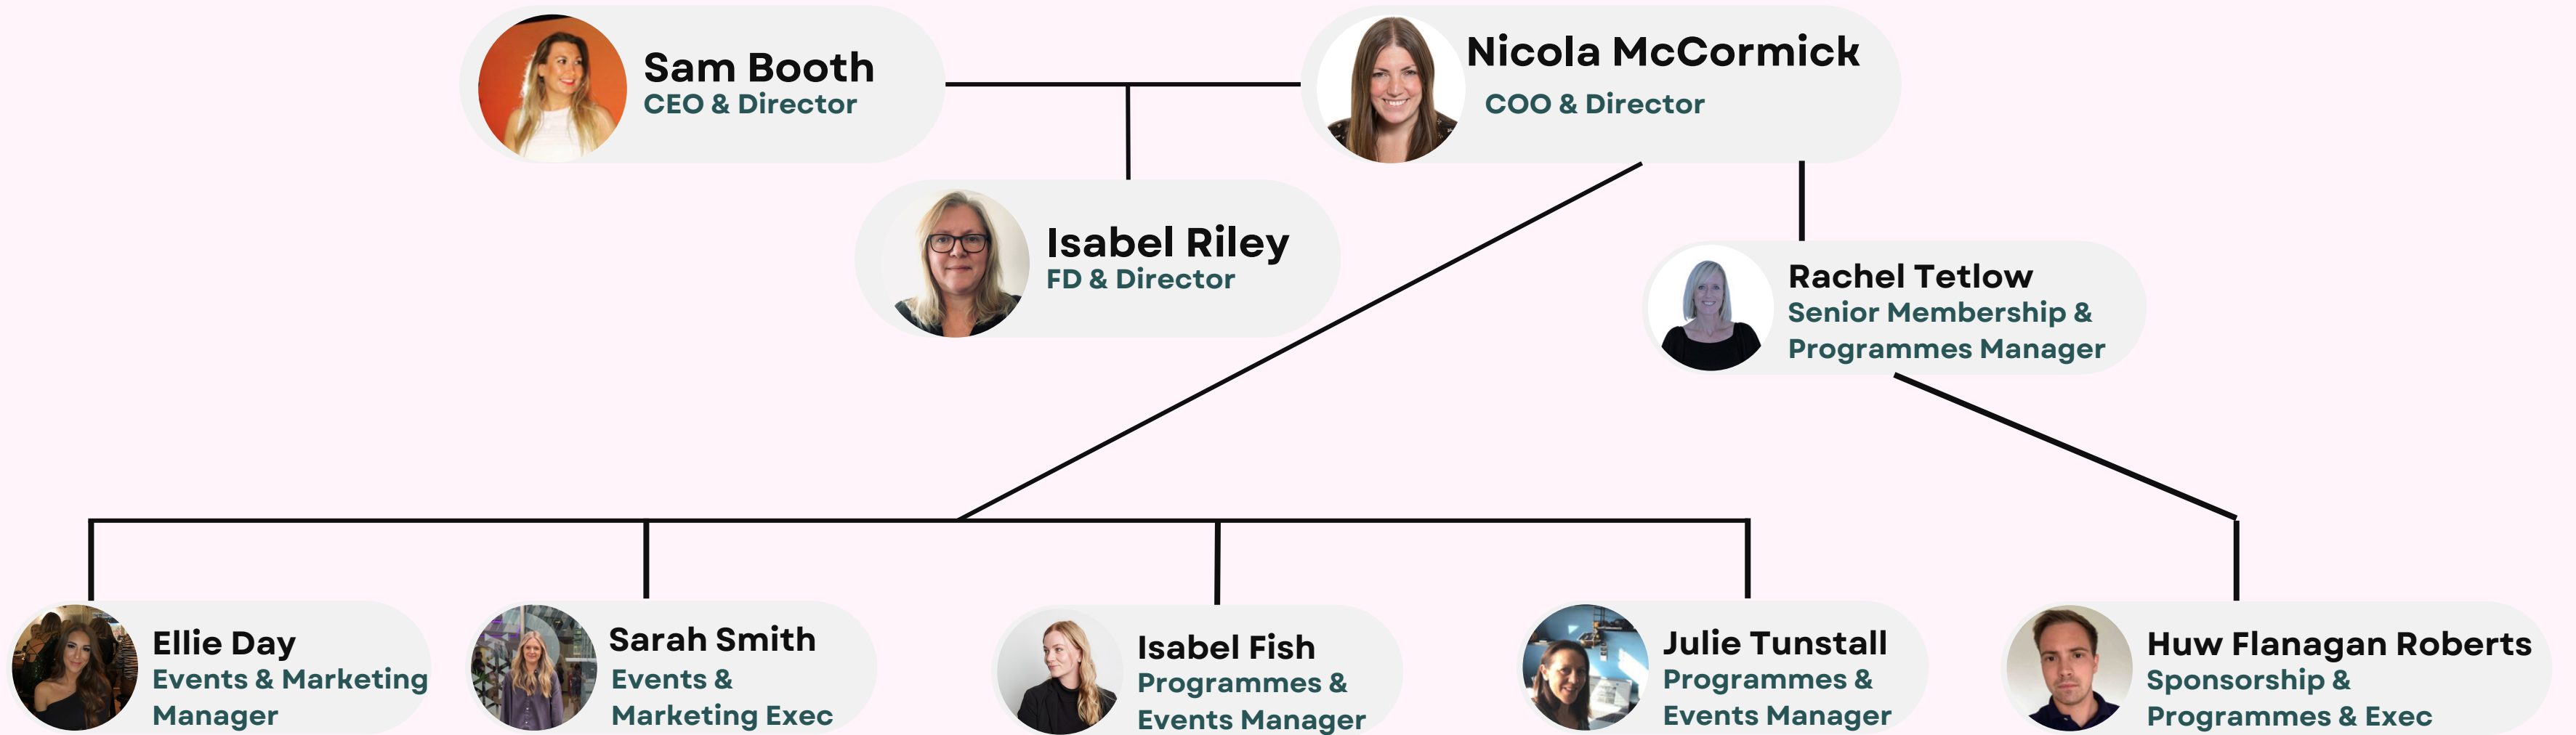 Sam Booth
CEO & Director
Nicola McCormick
COO & Director
Isabel Riley
FD & Director
Rachel Tetlow
Senior Membership &
Programmes Manager
Ellie Day
Events & Marketing
Manager
Sarah Smith
Events &
Marketing Exec
Isabel Fish
Programmes &
Events Manager
Julie Tunstall
Programmes &
Events Manager
Huw Flanagan Roberts
Sponsorship &
Programmes & Exec